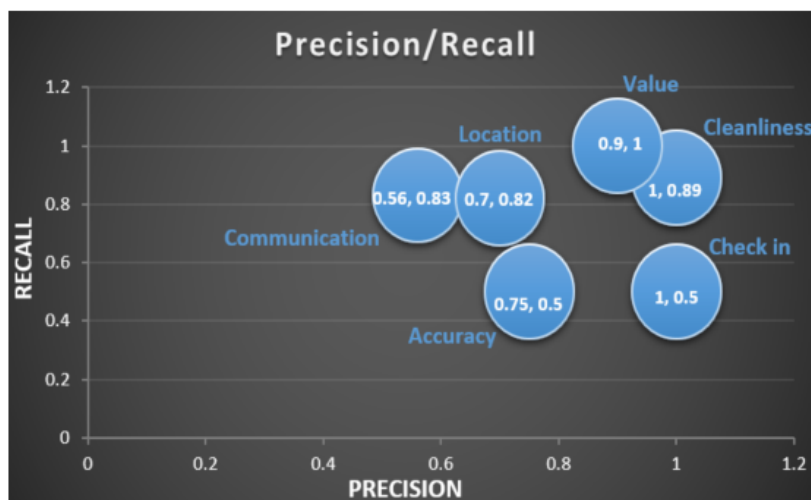 Precision/Recall
1.2
1
0.8
0.6
0.4
0.2
0
RECALL
Value
0.9, 1
Cleanliness
1, 0.89
Location
0.56, 0.83
0.7, 0.82
Communication
Check in
1, 0.5
0.75, 0.5
Accuracy
0
0.2
0.4
0.6
0.8
1
1.2
PRECISION